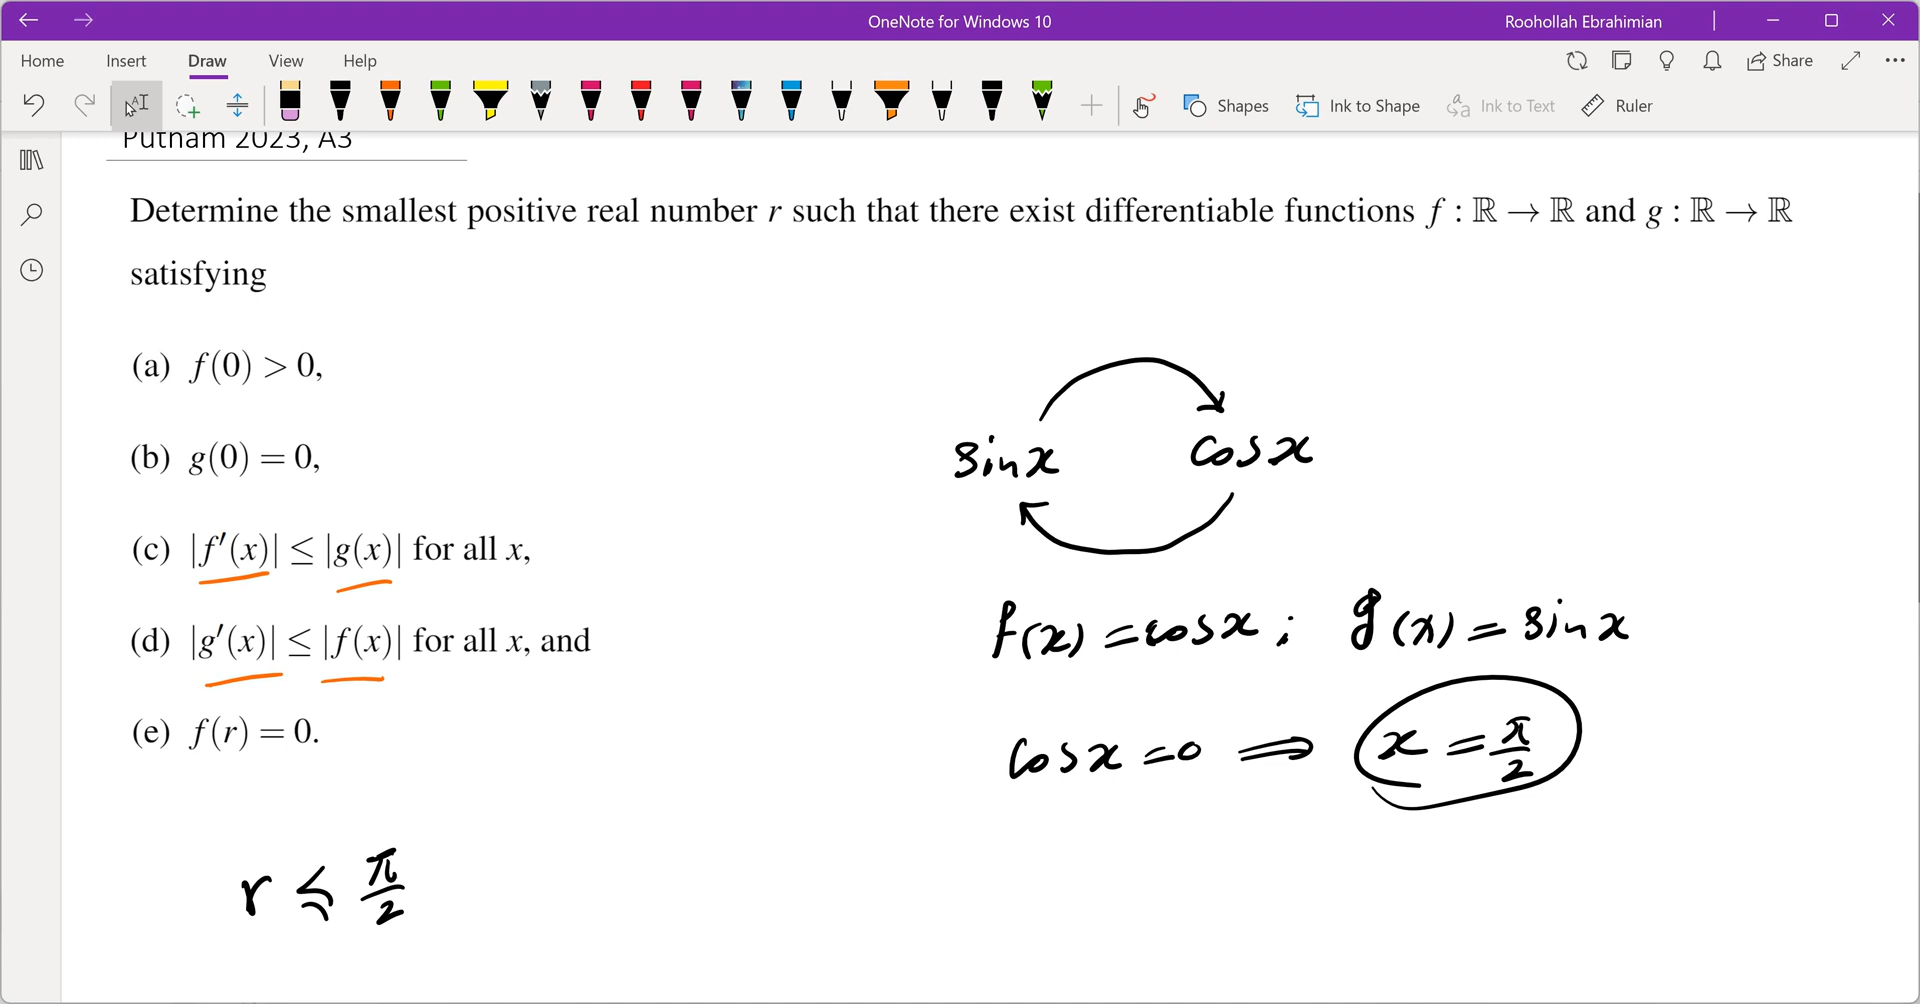 OneNote for Windows 10
Roohollah Ebrahimian
Home Insert Draw View Help
Share
Shapes Ink to Shape Ink to Text Ruler
Putnam 2023, A3
Determine the smallest positive real number r such that there exist differentiable functions f : ℝ → ℝ and g : ℝ → ℝ
satisfying
(a) f(0) > 0,
(b) g(0) = 0,
(c) |f′(x)| ≤ |g(x)| for all x,
(d) |g′(x)| ≤ |f(x)| for all x, and
(e) f(r) = 0.
sinx cosx
f(x) = cosx ; g(x) = sinx
cosx = 0 ⟹ x = π/2
r ≤ π/2